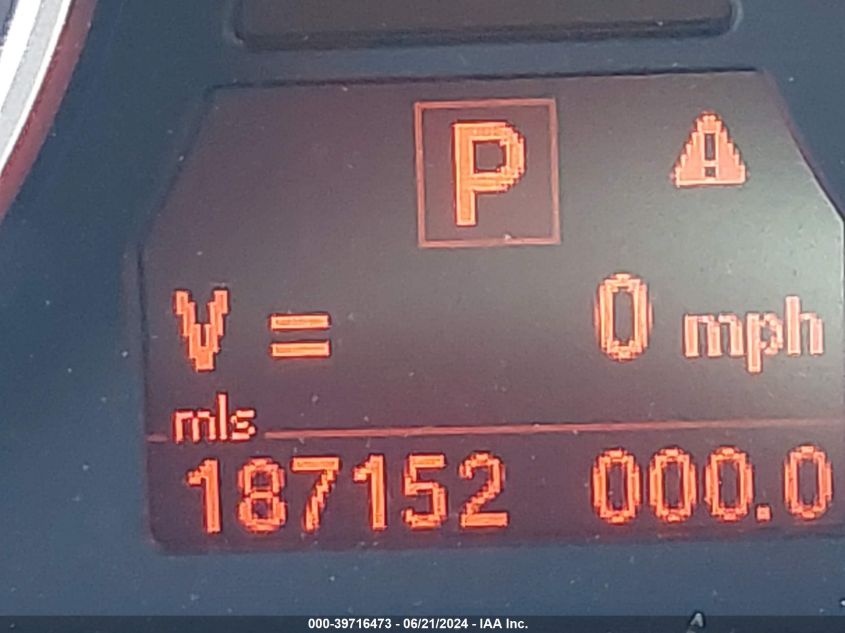 P
V = 0 mph
mls
187152 000.0
000-39716473 - 06/21/2024 - IAA Inc.